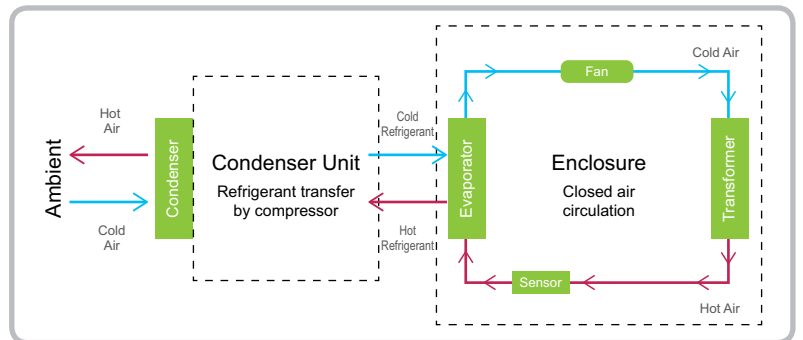 Ambient
Hot
Air
Cold
Air
Condenser
Condenser Unit
Refrigerant transfer
by compressor
Cold
Refrigerant
Hot
Refrigerant
Evaporator
Fan
Cold Air
Enclosure
Closed air
circulation
Transformer
Sensor
Hot Air